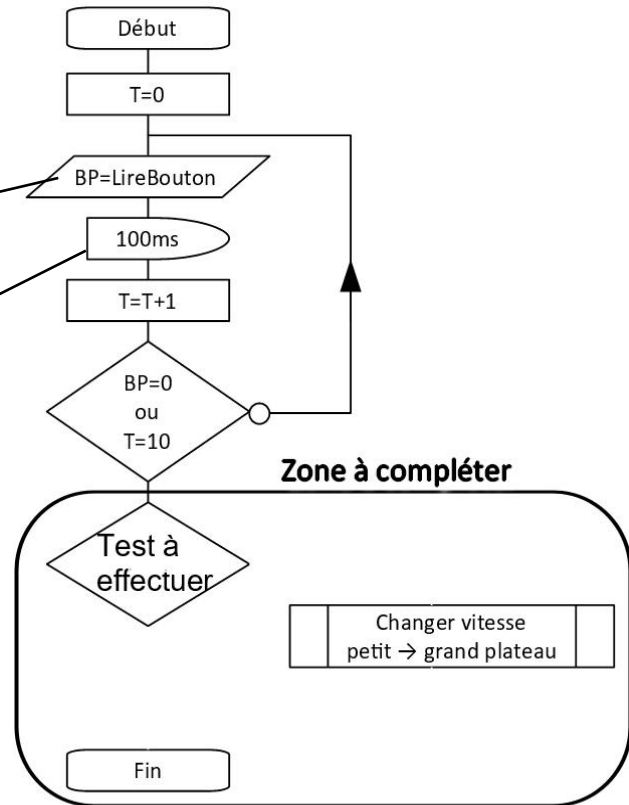 Début
T=0
BP=LireBouton
100ms
T=T+1
BP=0
ou
T=10
Zone à compléter
Test à
effectuer
Changer vitesse
petit → grand plateau
Fin